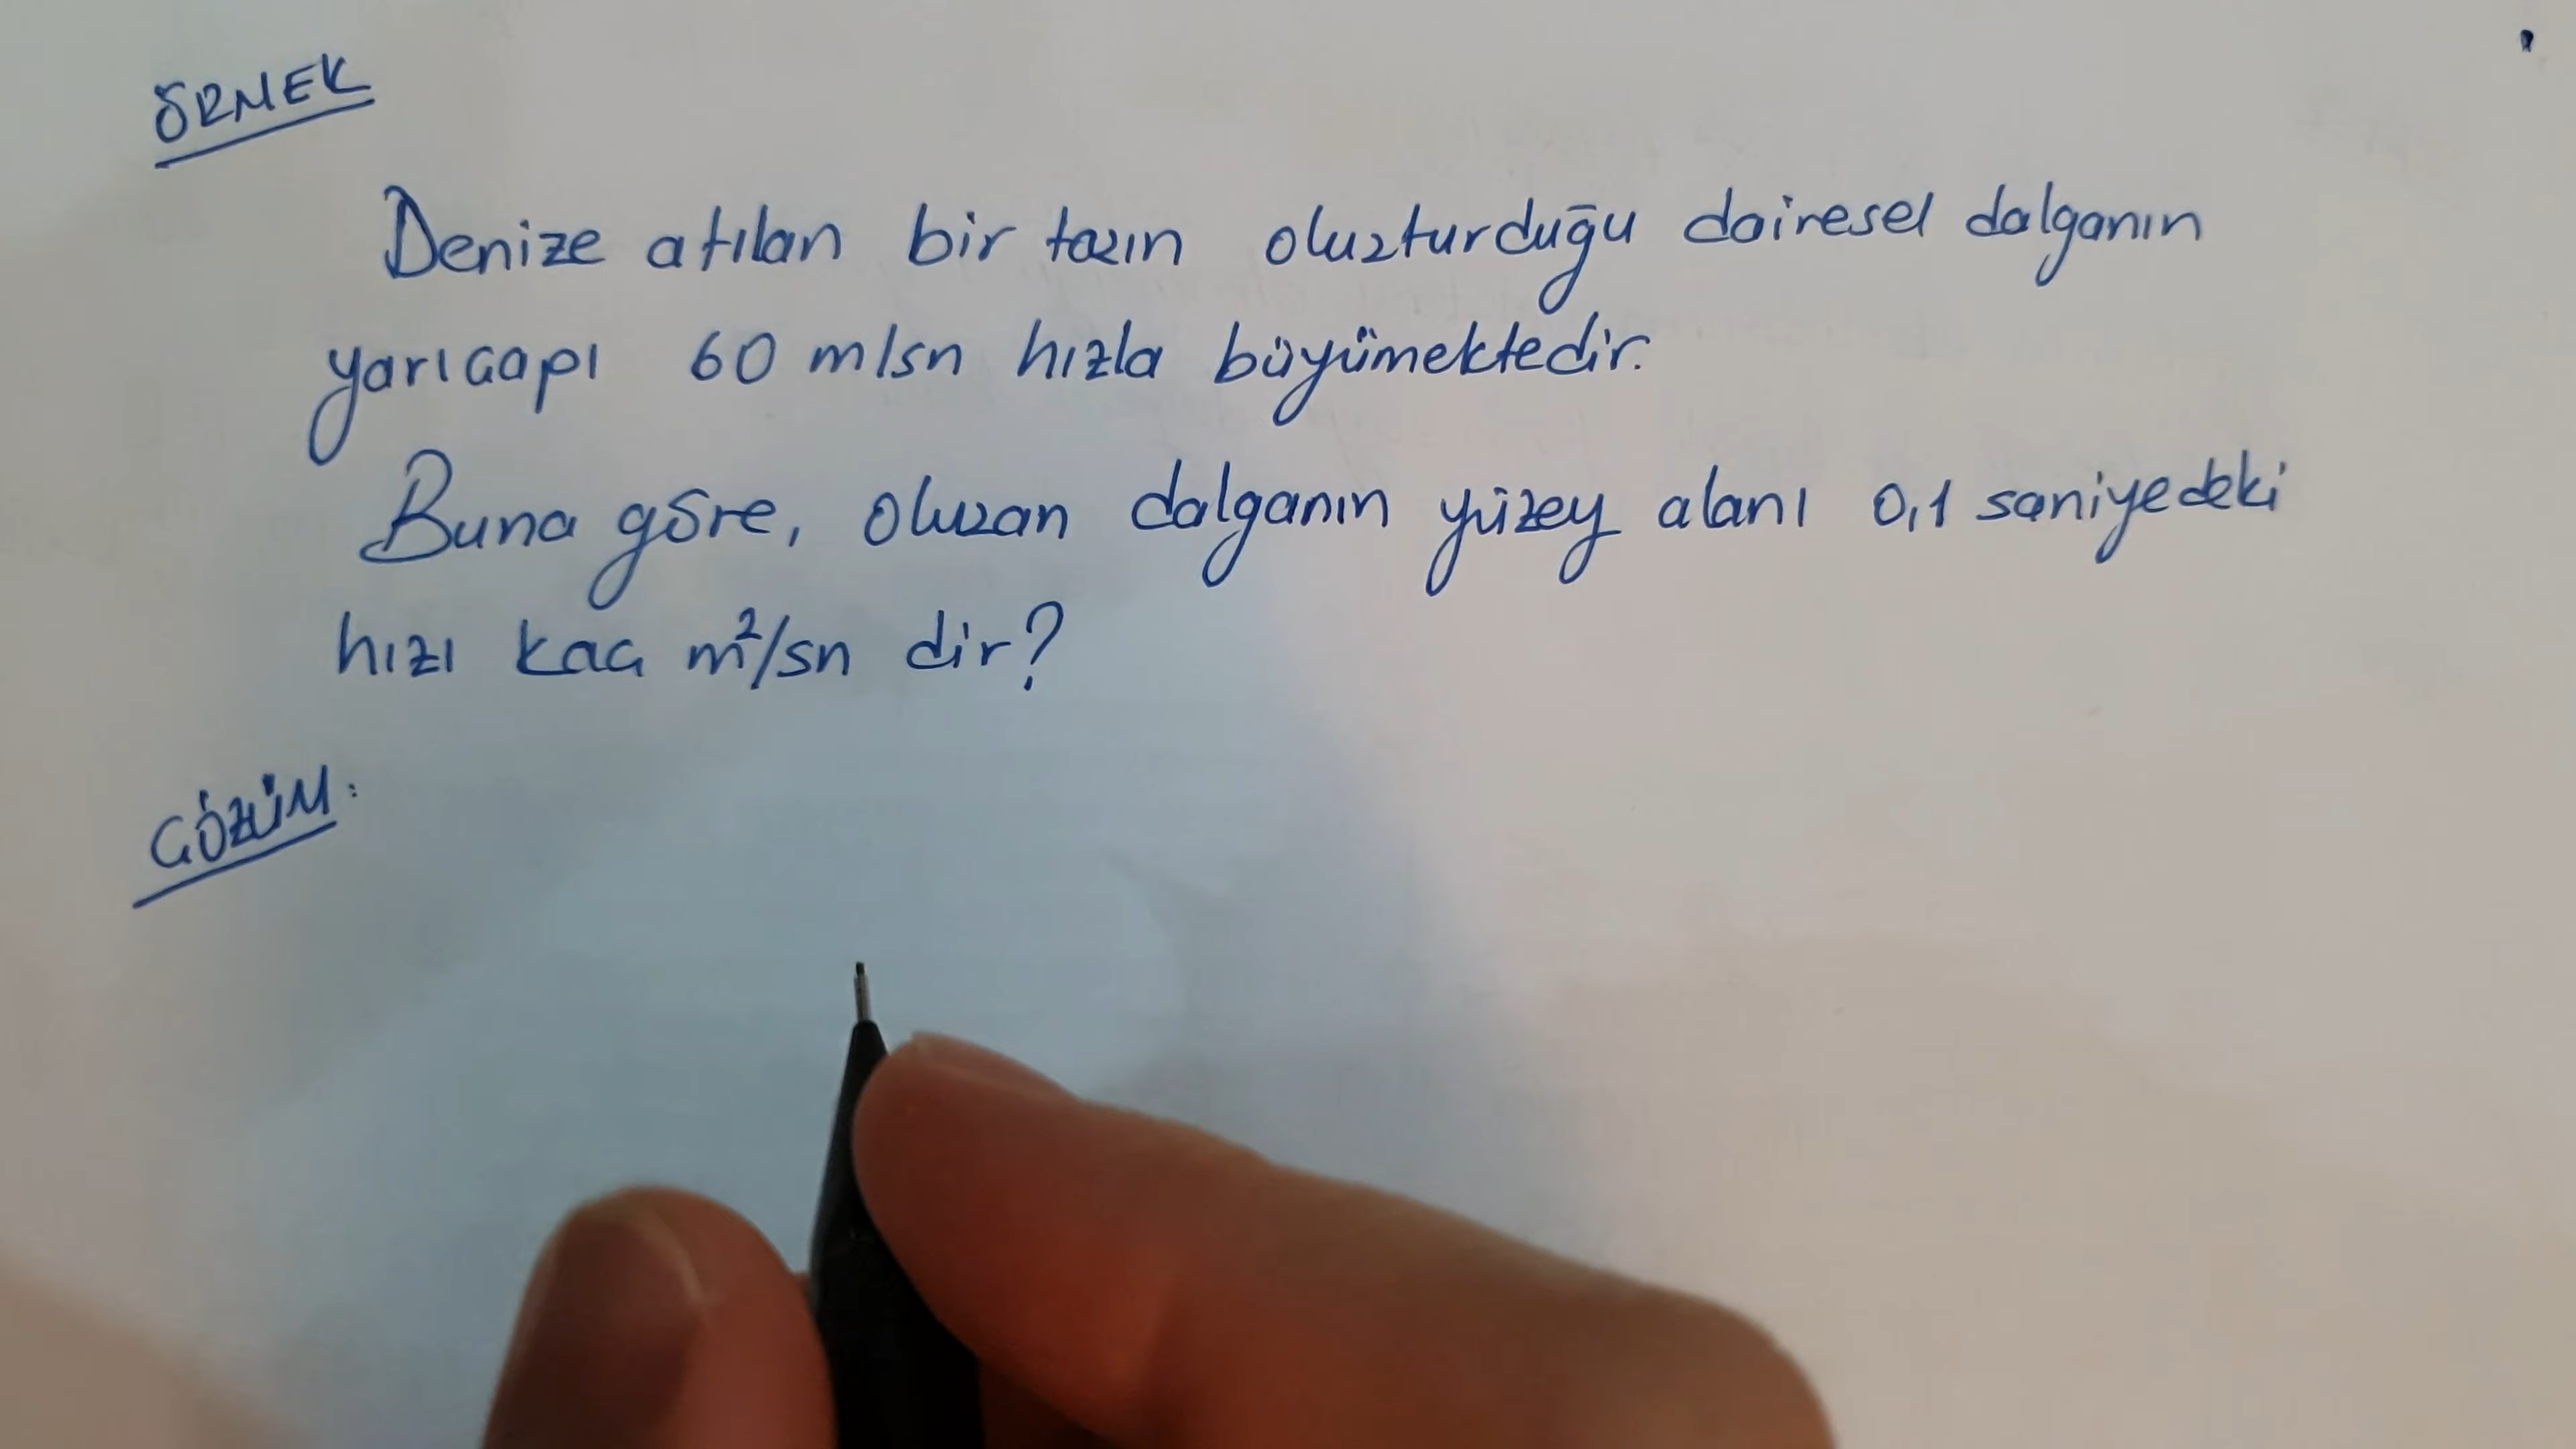 ÖRNEK
Denize atılan bir taşın oluşturduğu dairesel dalganın
yarıçapı 60 m/sn hızla büyümektedir.
Buna göre, oluşan dalganın yüzey alanı 0,1 saniyedeki
hızı kaç m²/sn dir?
ÇÖZÜM: